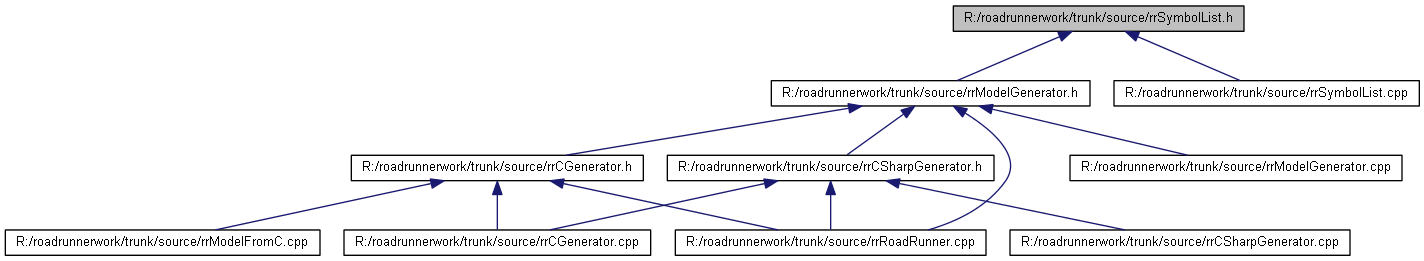 R:/roadrunnerwork/trunk/source/rrSymbolList.h
R:/roadrunnerwork/trunk/source/rrModelGenerator.h
R:/roadrunnerwork/trunk/source/rrSymbolList.cpp
R:/roadrunnerwork/trunk/source/rrCGenerator.h
R:/roadrunnerwork/trunk/source/rrCSharpGenerator.h
R:/roadrunnerwork/trunk/source/rrModelGenerator.cpp
R:/roadrunnerwork/trunk/source/rrModelFromC.cpp
R:/roadrunnerwork/trunk/source/rrCGenerator.cpp
R:/roadrunnerwork/trunk/source/rrRoadRunner.cpp
R:/roadrunnerwork/trunk/source/rrCSharpGenerator.cpp